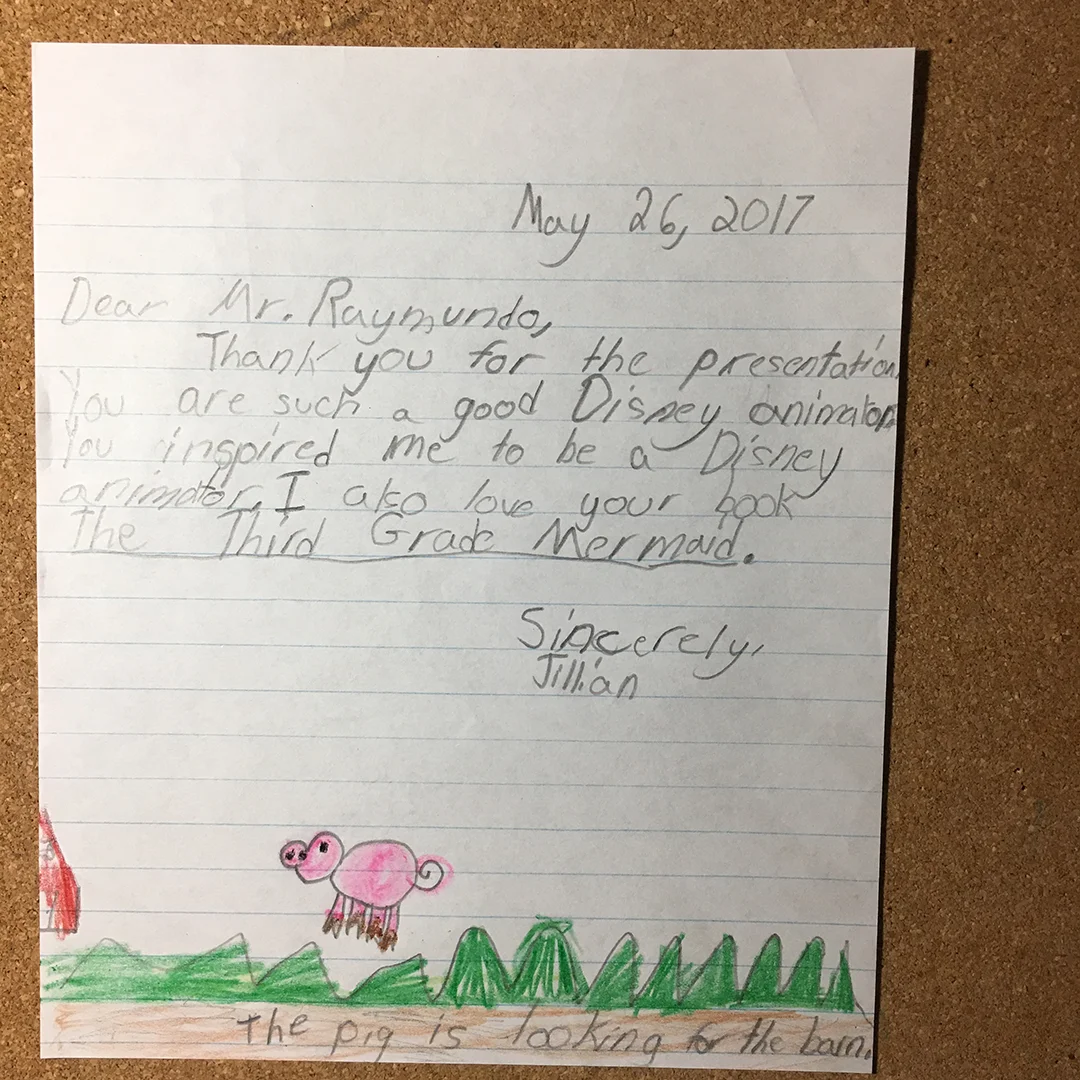 May 26, 2017
Dear Mr. Raymundo,
Thank you for the presentation.
You are such a good Disney animator.
You inspired me to be a Disney
animator. I also love your book
The Third Grade Mermaid.
Sincerely,
Jillian
The pig is looking for the barn.